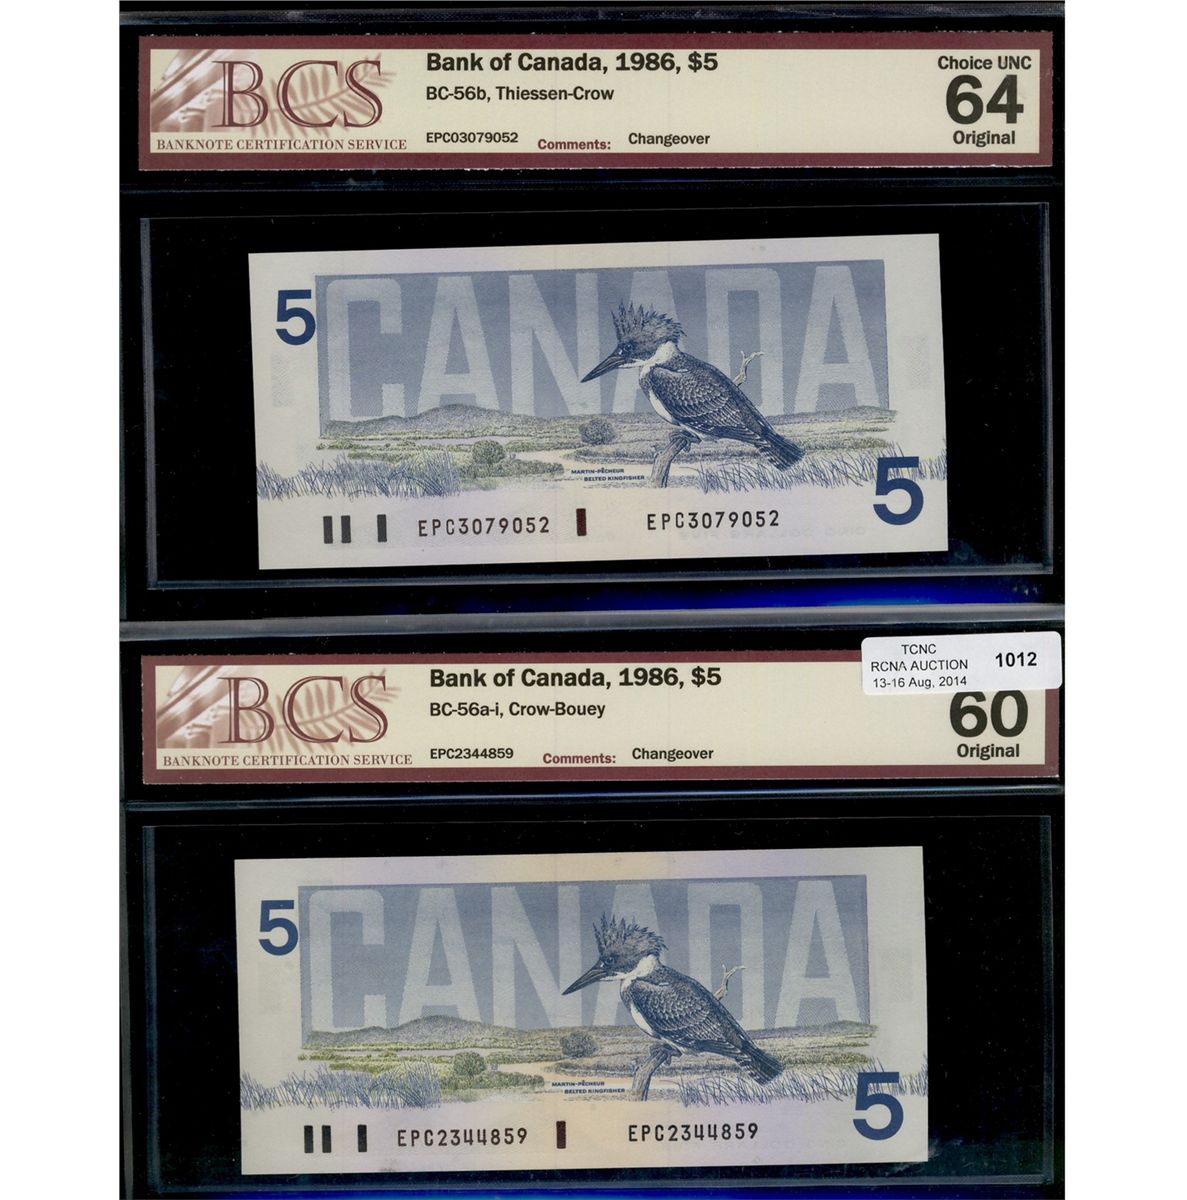 BCS
BANKNOTE CERTIFICATION SERVICE
Bank of Canada, 1986, $5
BC-56b, Thiessen-Crow
EPC03079052 Comments: Changeover
Choice UNC
64
Original
CANADA
5
MARTIN-PÊCHEUR
BELTED KINGFISHER
5
EPC3079052 EPC3079052
TCNC
RCNA AUCTION
13-16 Aug, 2014
1012
BCS
BANKNOTE CERTIFICATION SERVICE
Bank of Canada, 1986, $5
BC-56a-i, Crow-Bouey
EPC2344859 Comments: Changeover
60
Original
CANADA
5
MARTIN-PÊCHEUR
BELTED KINGFISHER
5
EPC2344859 EPC2344859